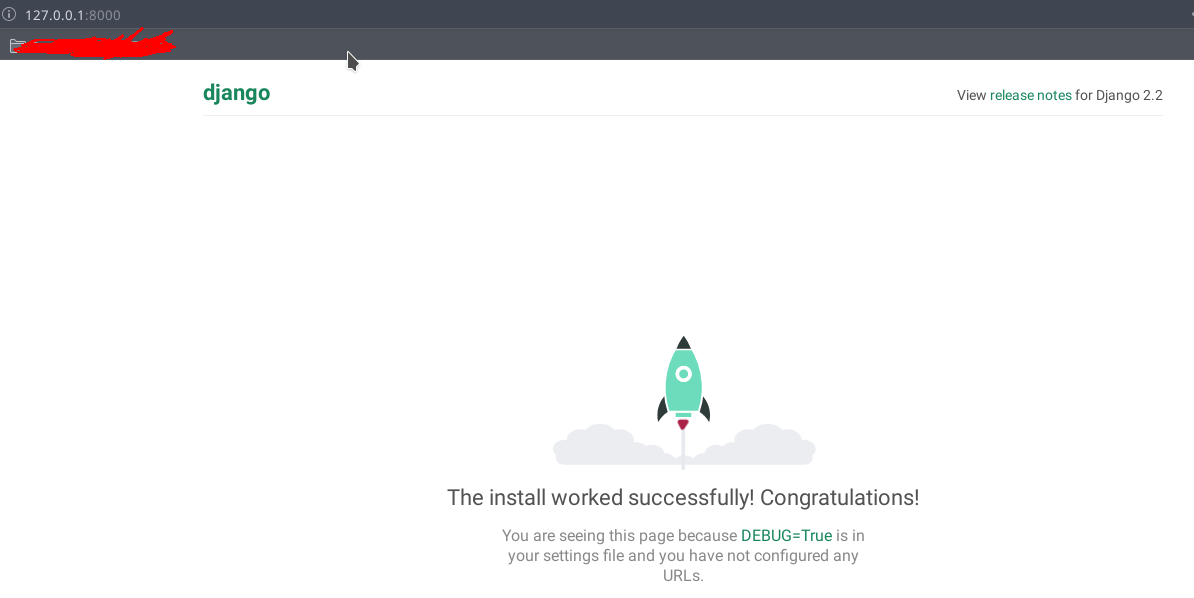 127.0.0.1:8000
django
View release notes for Django 2.2
The install worked successfully! Congratulations!
You are seeing this page because DEBUG=True is in
your settings file and you have not configured any
URLs.